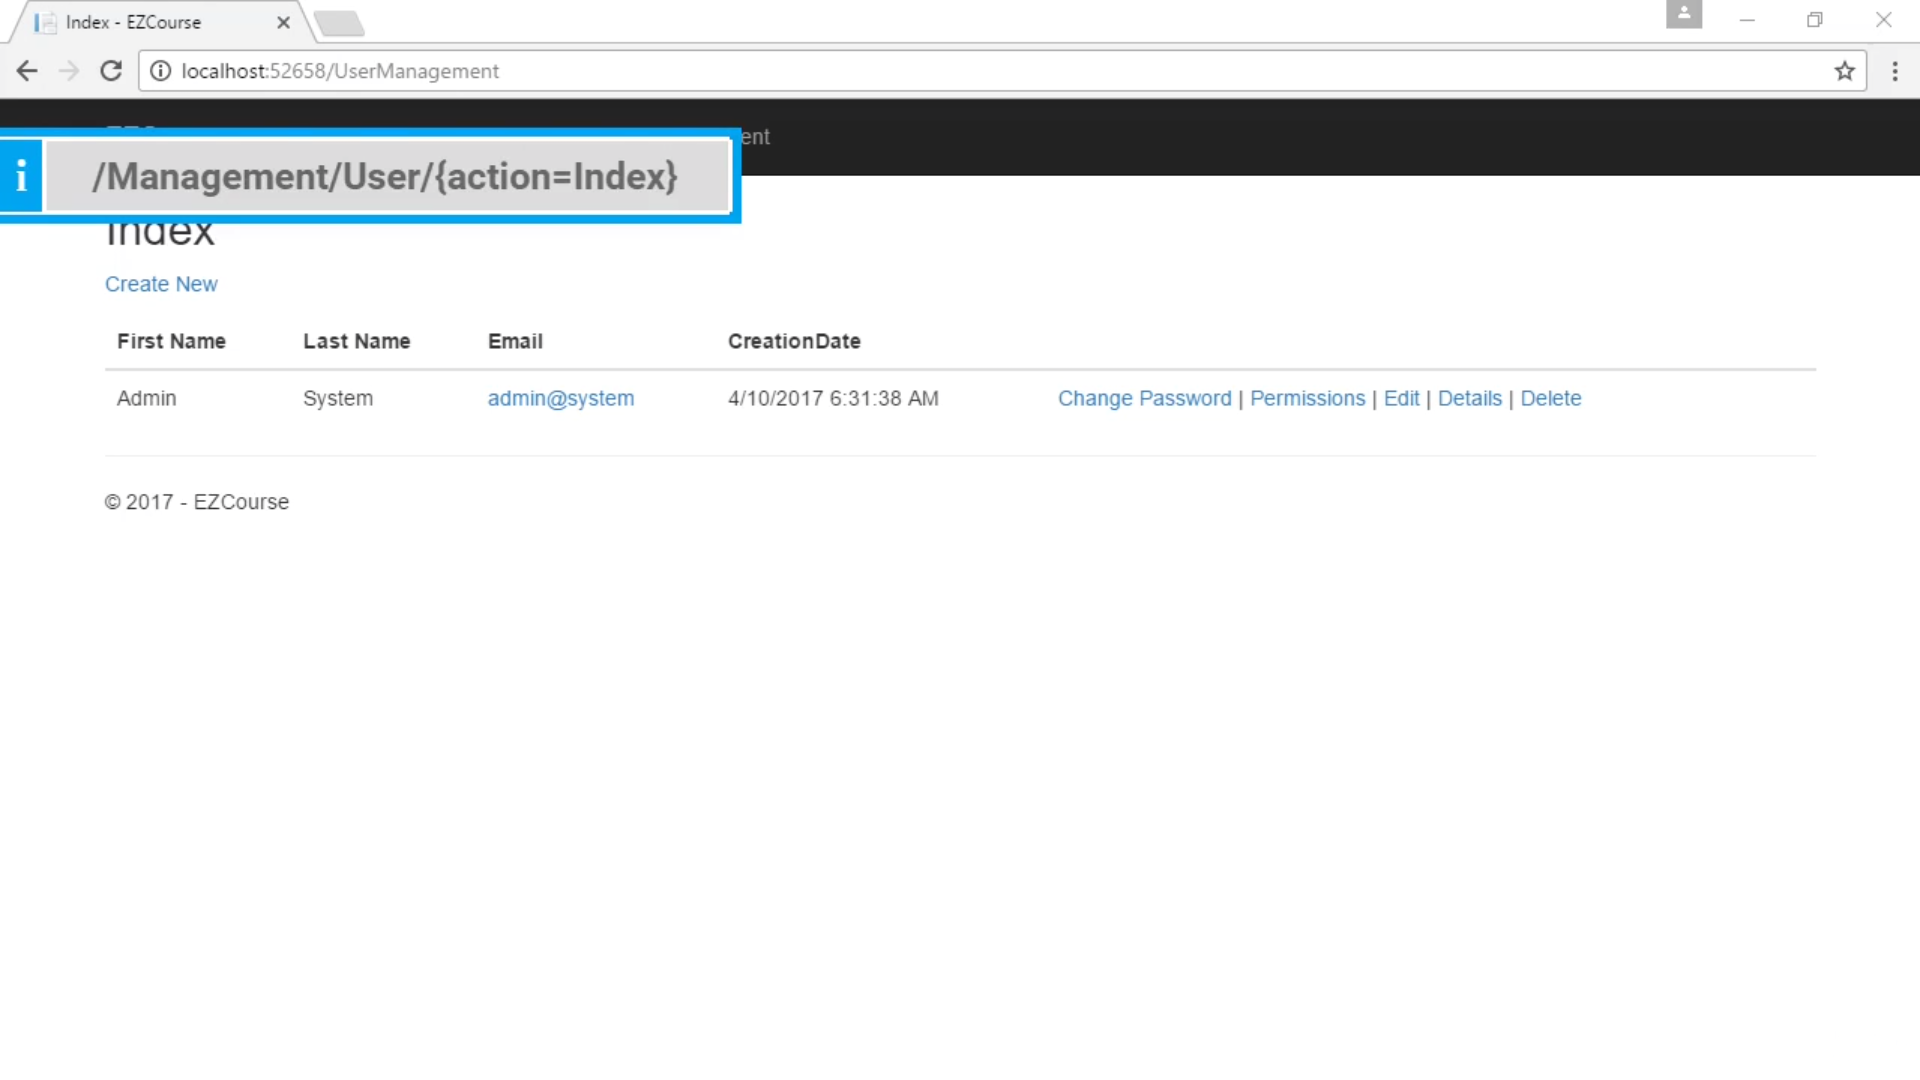 Index - EZCourse
localhost:52658/UserManagement
ent
i /Management/User/{action=Index}
Index
Create New
First Name Last Name Email CreationDate
Admin System admin@system 4/10/2017 6:31:38 AM Change Password | Permissions | Edit | Details | Delete
© 2017 - EZCourse